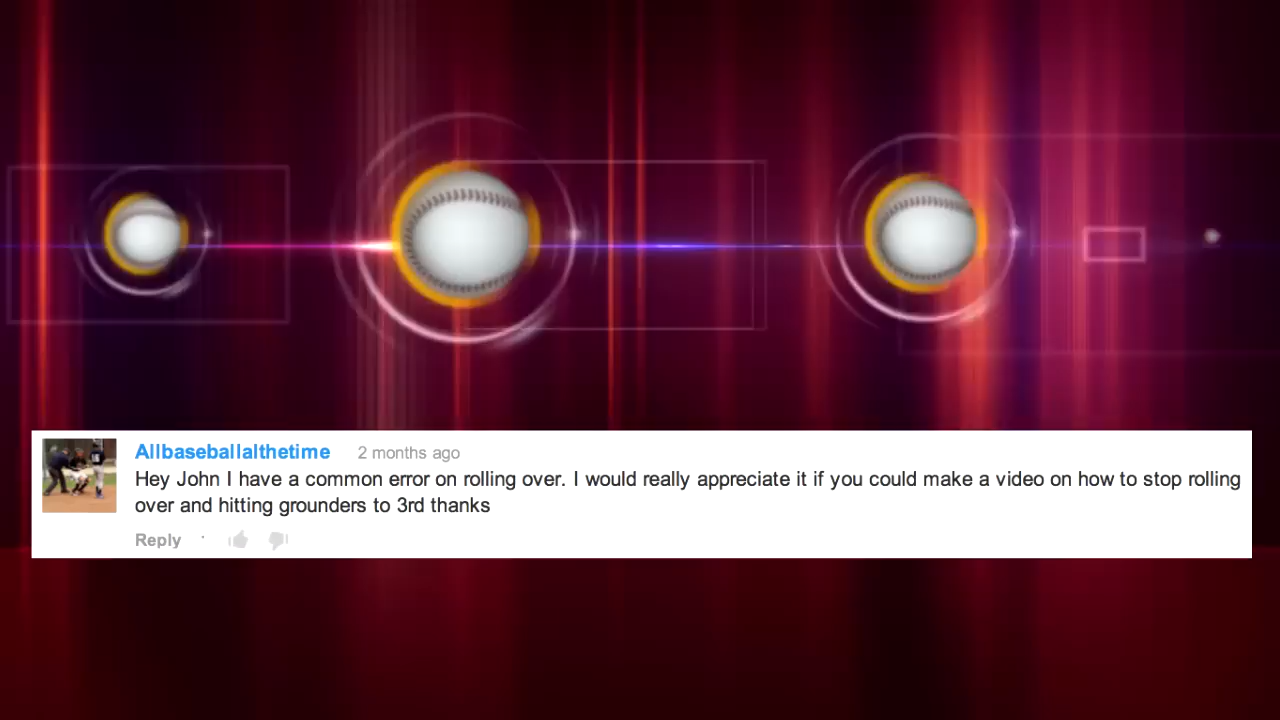 Allbaseballalthetime 2 months ago
Hey John I have a common error on rolling over. I would really appreciate it if you could make a video on how to stop rolling
over and hitting grounders to 3rd thanks
Reply ·